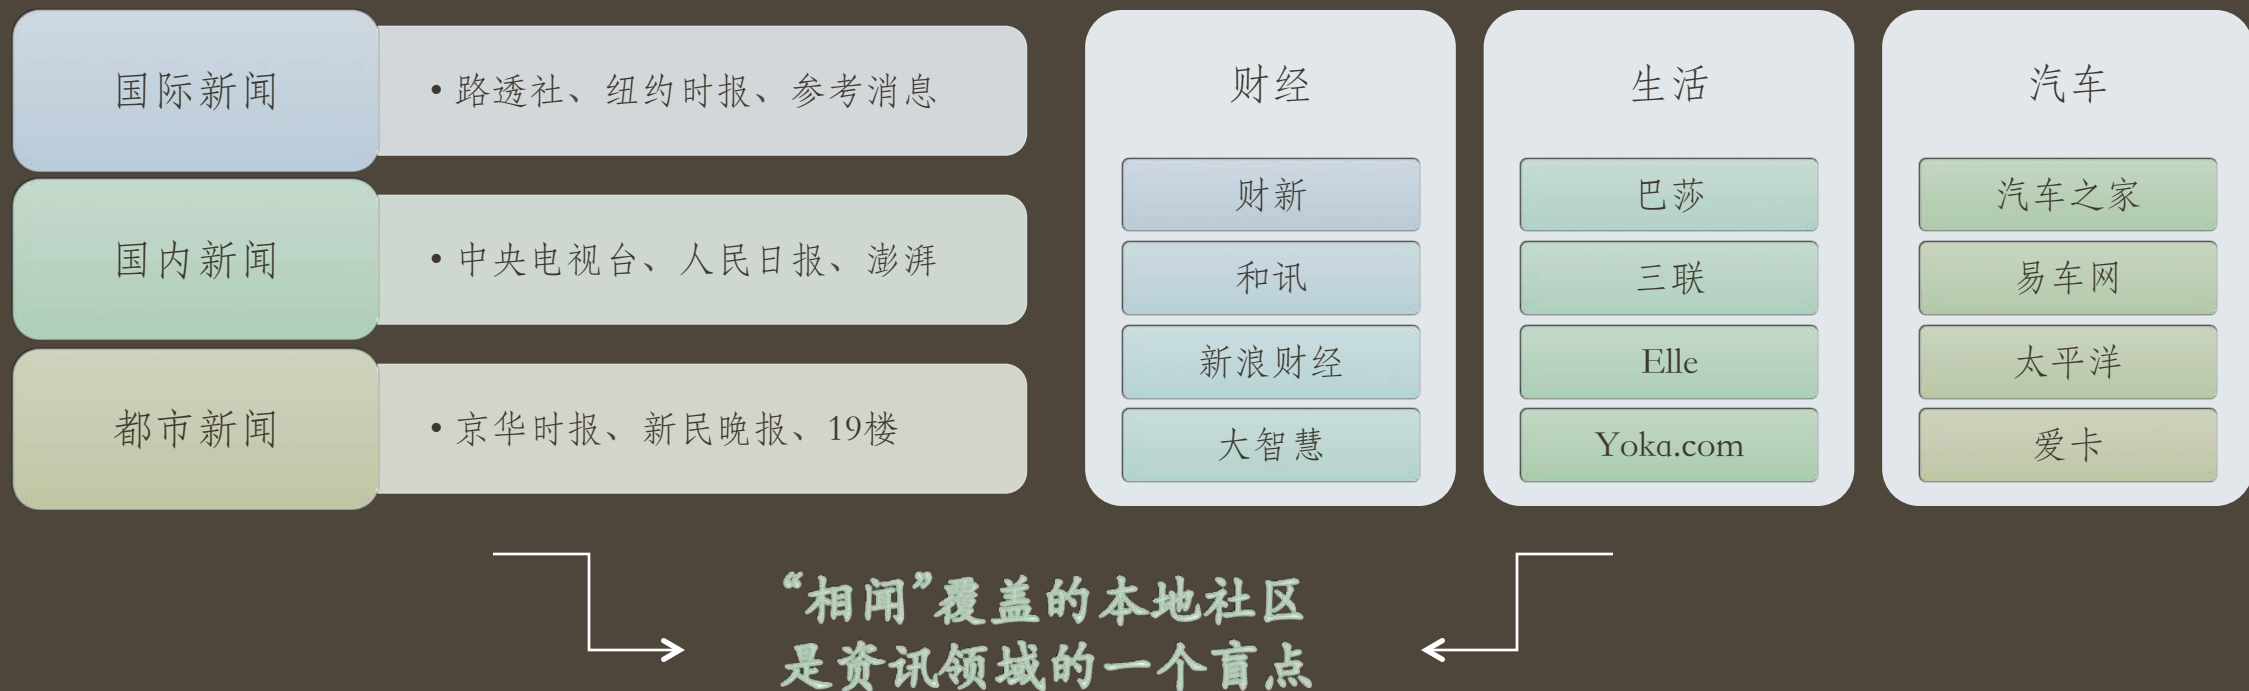 国际新闻
• 路透社、纽约时报、参考消息
国内新闻
• 中央电视台、人民日报、澎湃
都市新闻
• 京华时报、新民晚报、19楼
财经
财新
和讯
新浪财经
大智慧
生活
巴莎
三联
Elle
Yoka.com
汽车
汽车之家
易车网
太平洋
爱卡
“相闻”覆盖的本地社区
是资讯领域的一个盲点